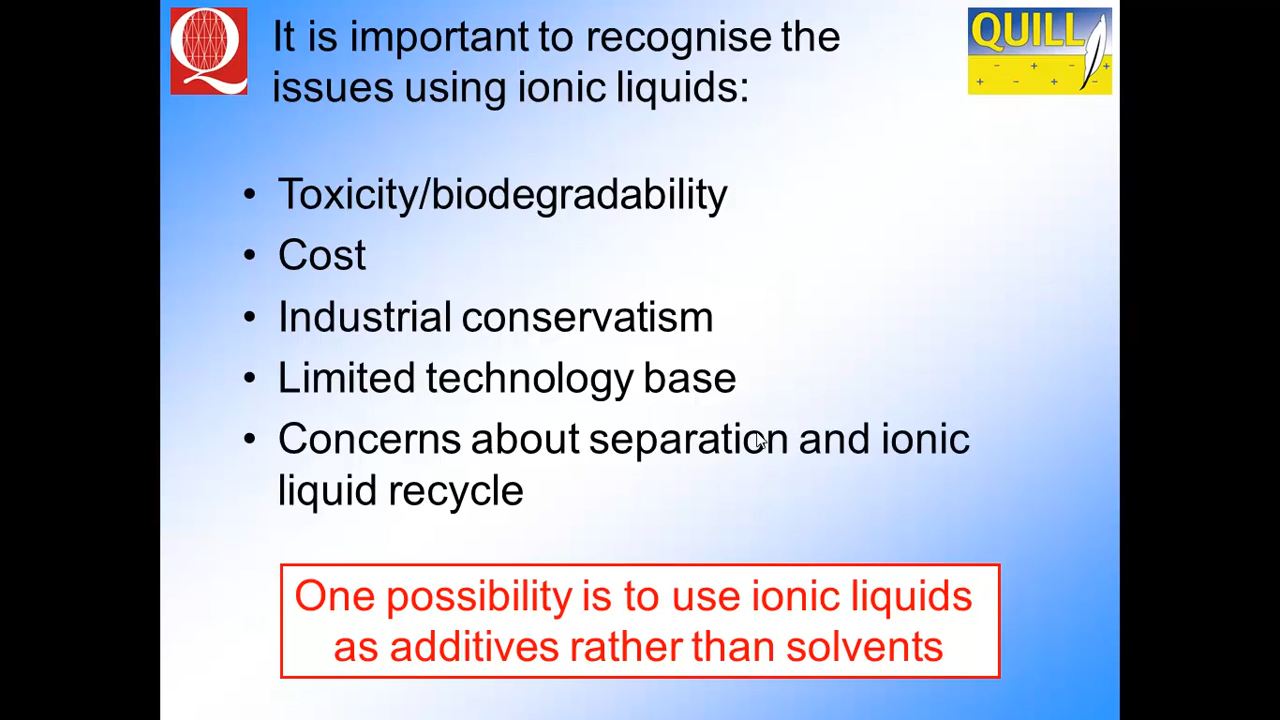 It is important to recognise the
issues using ionic liquids:
QUILL
• Toxicity/biodegradability
• Cost
• Industrial conservatism
• Limited technology base
• Concerns about separation and ionic
liquid recycle
One possibility is to use ionic liquids
as additives rather than solvents